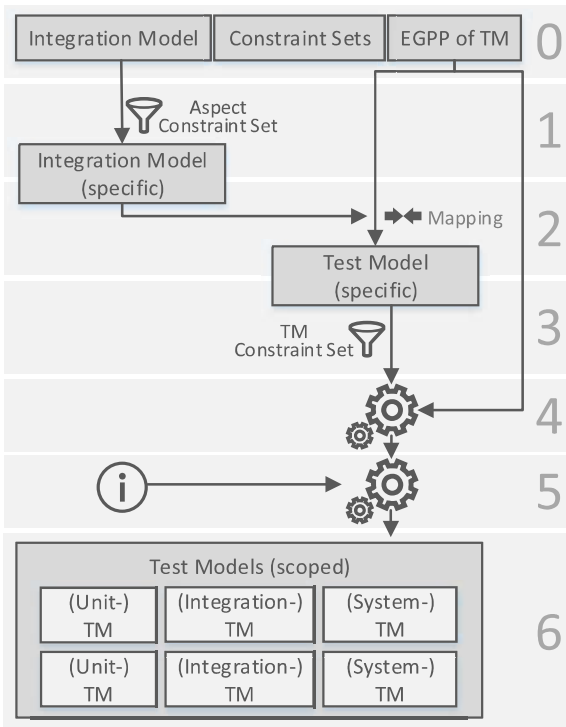 Integration Model
Constraint Sets
EGPP of TM
0
Aspect
Constraint Set
1
Integration Model
(specific)
Mapping
2
Test Model
(specific)
TM
Constraint Set
3
4
i
5
Test Models (scoped)
(Unit-)
TM
(Integration-)
TM
(System-)
TM
6
(Unit-)
TM
(Integration-)
TM
(System-)
TM